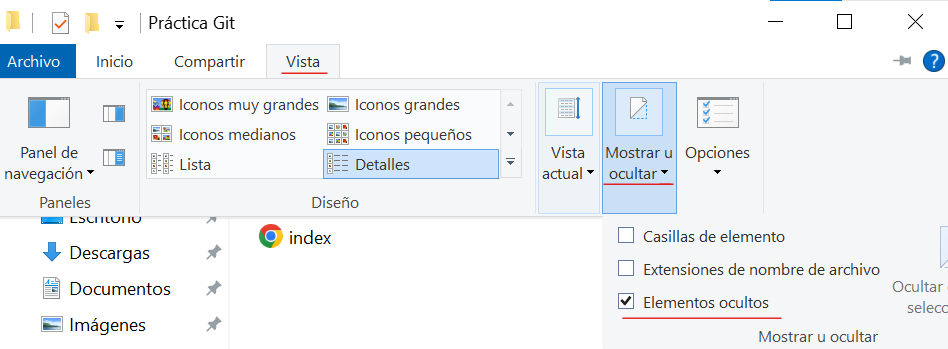 Práctica Git
Archivo Inicio Compartir Vista
Iconos muy grandes Iconos grandes
Iconos medianos Iconos pequeños
Lista Detalles
Panel de
navegación
Vista
actual
Mostrar u
ocultar
Opciones
Paneles Diseño
Escritorio
Descargas
Documentos
Imágenes
index
Casillas de elemento
Extensiones de nombre de archivo
Elementos ocultos
Ocultar
selecc
Mostrar u ocultar